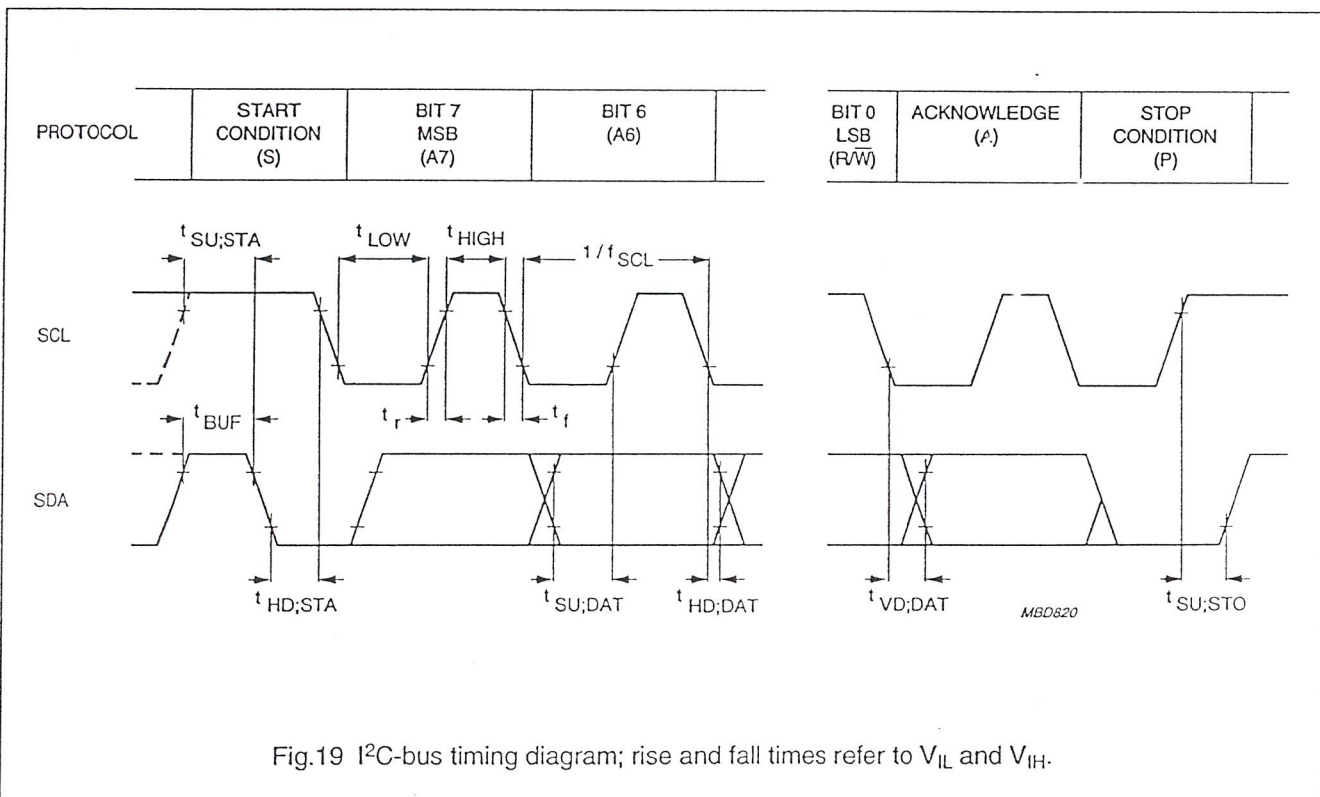 PROTOCOL
START
CONDITION
(S)
BIT 7
MSB
(A7)
BIT 6
(A6)
BIT 0
LSB
(R/W̅)
ACKNOWLEDGE
(A)
STOP
CONDITION
(P)
t SU;STA
t LOW
t HIGH
1 / f SCL
SCL
t BUF
t r
t f
SDA
t HD;STA
t SU;DAT
t HD;DAT
t VD;DAT
MBD820
t SU;STO
Fig.19 I²C-bus timing diagram; rise and fall times refer to VIL and VIH.